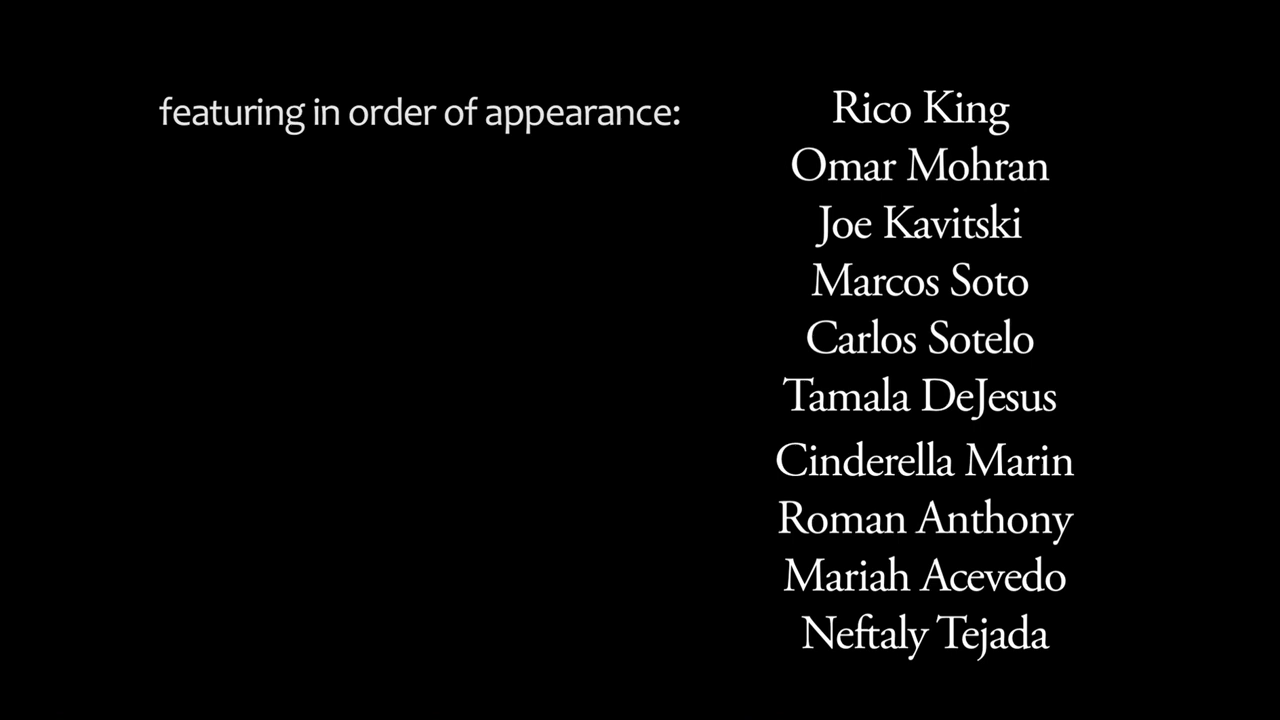 featuring in order of appearance:
Rico King
Omar Mohran
Joe Kavitski
Marcos Soto
Carlos Sotelo
Tamala DeJesus
Cinderella Marin
Roman Anthony
Mariah Acevedo
Neftaly Tejada